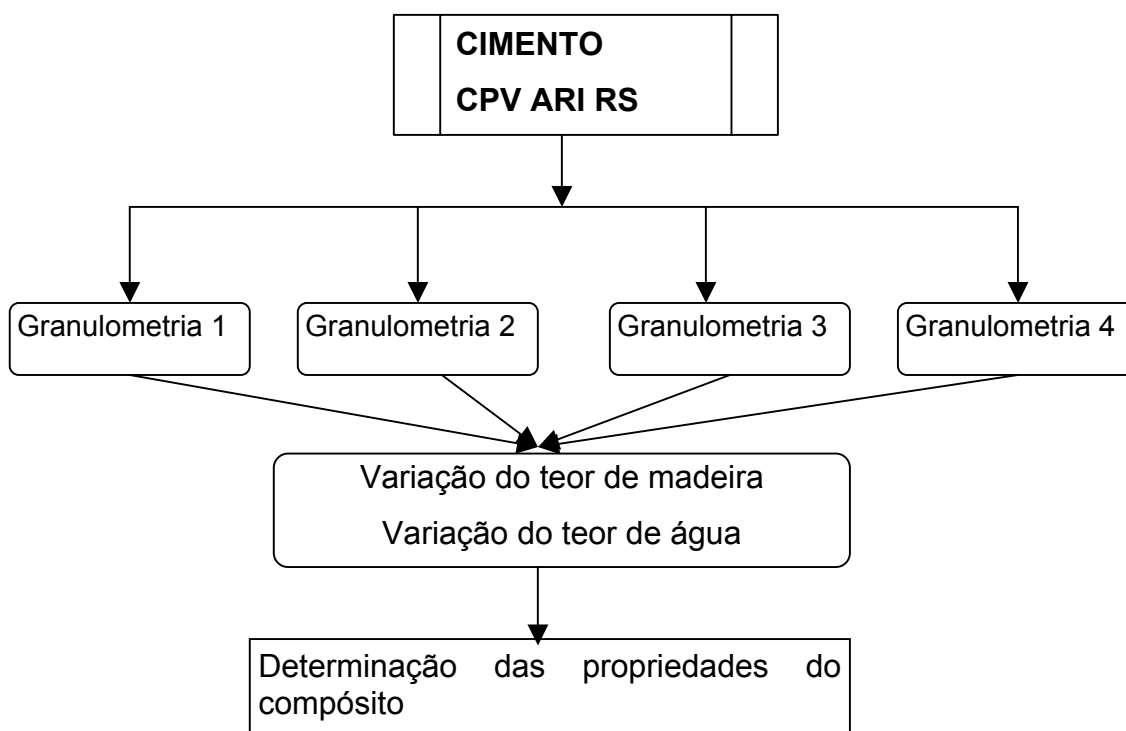 CIMENTO
CPV ARI RS
Granulometria 1
Granulometria 2
Granulometria 3
Granulometria 4
Variação do teor de madeira
Variação do teor de água
Determinação das propriedades do
compósito